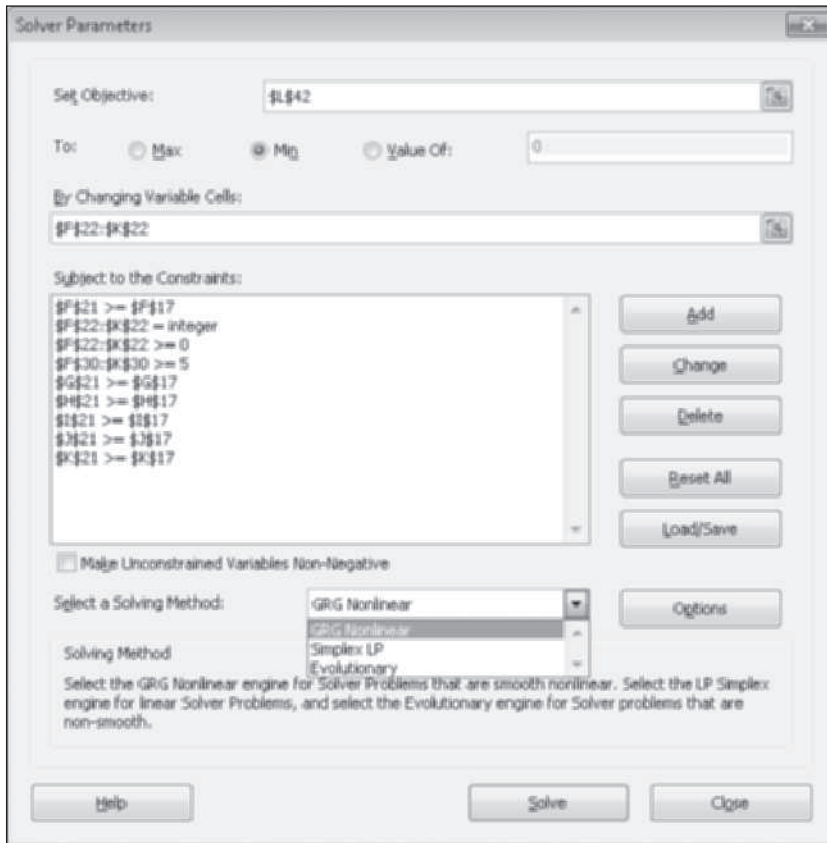 Solver Parameters
Set Objective:
$L$42
To:
Max
Min
Value Of:
0
By Changing Variable Cells:
$F$22:$K$22
Subject to the Constraints:
$F$21 >= $F$17
$F$22:$K$22 = integer
$F$22:$K$22 >= 0
$F$30:$K$30 >= 5
$G$21 >= $G$17
$H$21 >= $H$17
$I$21 >= $I$17
$J$21 >= $J$17
$K$21 >= $K$17
Add
Change
Delete
Reset All
Load/Save
Make Unconstrained Variables Non-Negative
Select a Solving Method:
GRG Nonlinear
Options
GRG Nonlinear
Simplex LP
Evolutionary
Solving Method
Select the GRG Nonlinear engine for Solver Problems that are smooth nonlinear. Select the LP Simplex
engine for linear Solver Problems, and select the Evolutionary engine for Solver problems that are
non-smooth.
Help
Solve
Close